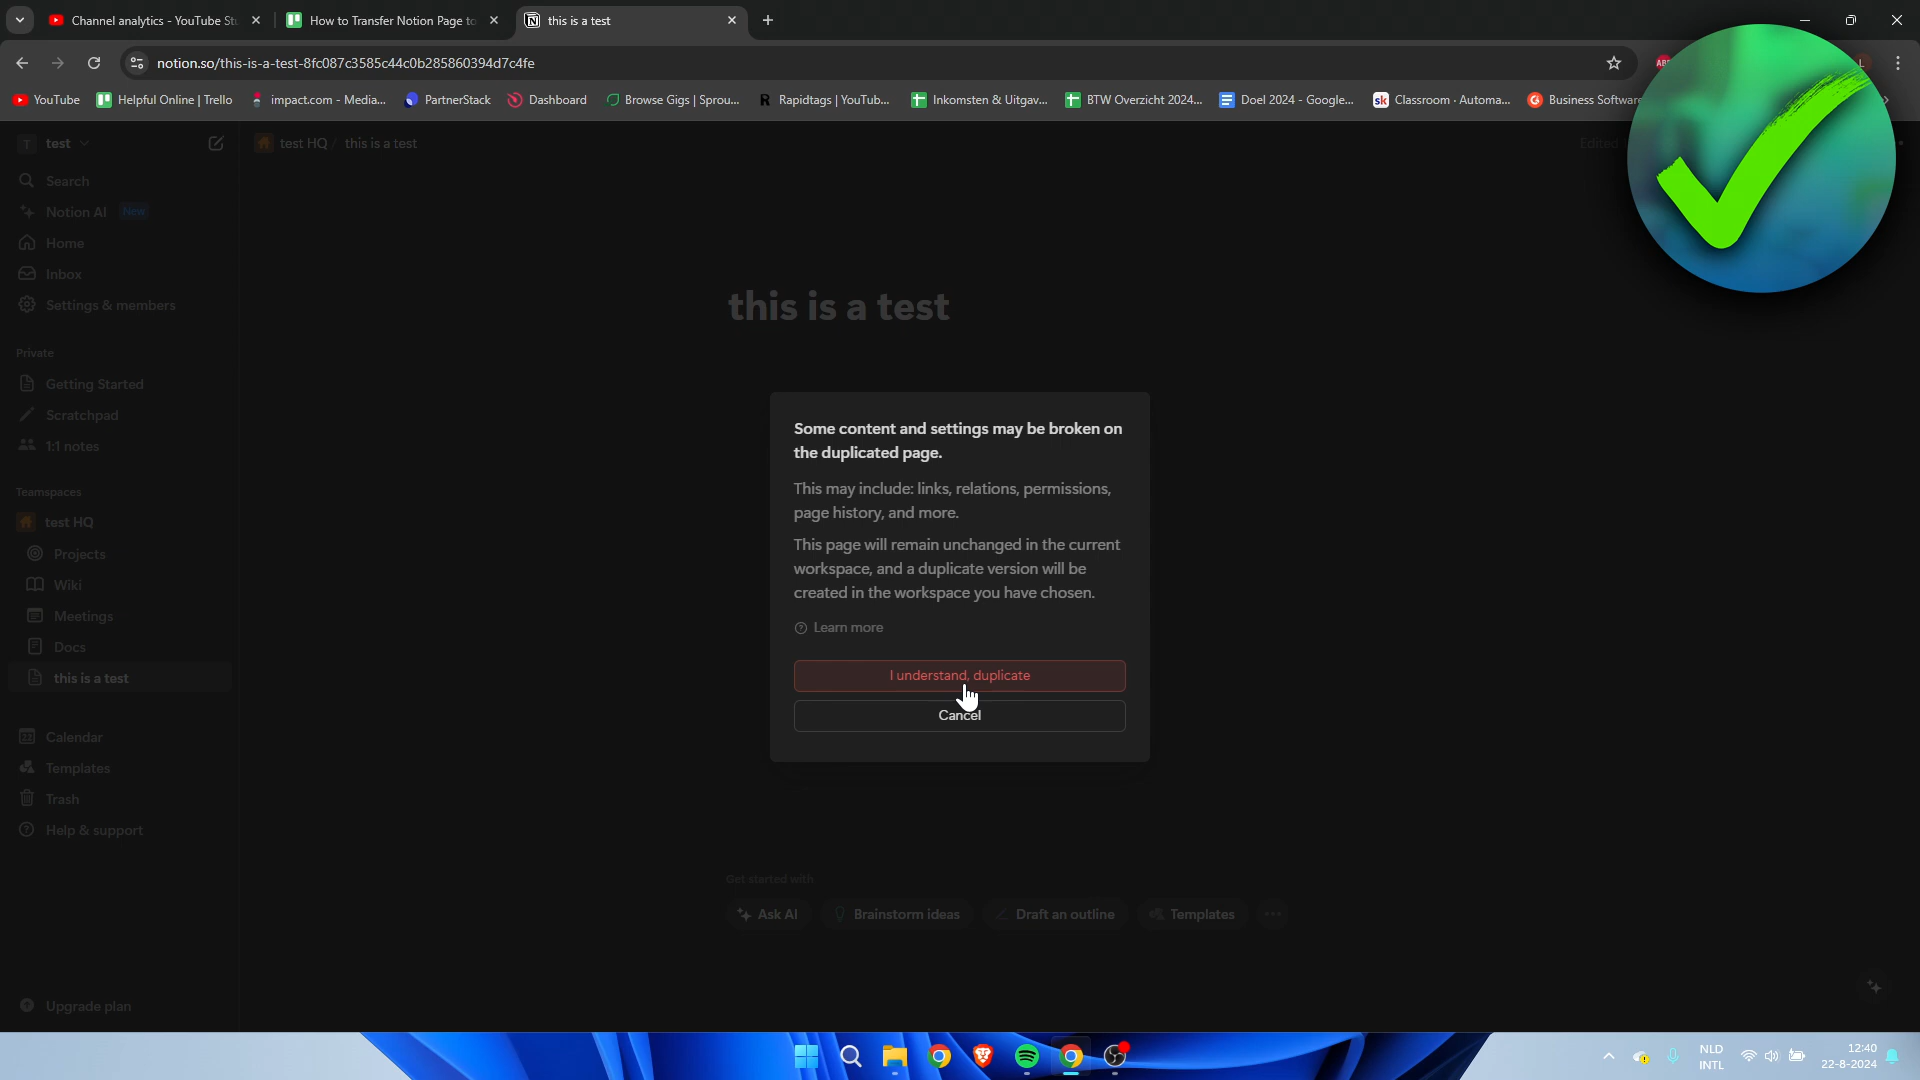 Channel analytics - YouTube St
How to Transfer Notion Page to
this is a test
notion.so/this-is-a-test-8fc087c3585c44c0b285860394d7c4fe
YouTube
Helpful Online | Trello
impact.com - Media...
PartnerStack
Dashboard
Browse Gigs | Sprou...
Rapidtags | YouTub...
Inkomsten & Uitgav...
BTW Overzicht 2024...
Doel 2024 - Google...
Classroom - Automa...
Business Software
T test
test HQ / this is a test
Edited
Search
Notion AI New
Home
Inbox
Settings & members
Private
Getting Started
Scratchpad
1:1 notes
Teamspaces
test HQ
Projects
Wiki
Meetings
Docs
this is a test
Calendar
Templates
Trash
Help & support
Upgrade plan
this is a test
Some content and settings may be broken on
the duplicated page.
This may include: links, relations, permissions,
page history, and more.
This page will remain unchanged in the current
workspace, and a duplicate version will be
created in the workspace you have chosen.
Learn more
I understand, duplicate
Cancel
Get started with
Ask AI
Brainstorm ideas
Draft an outline
Templates
NLD
INTL
12:40
22-8-2024